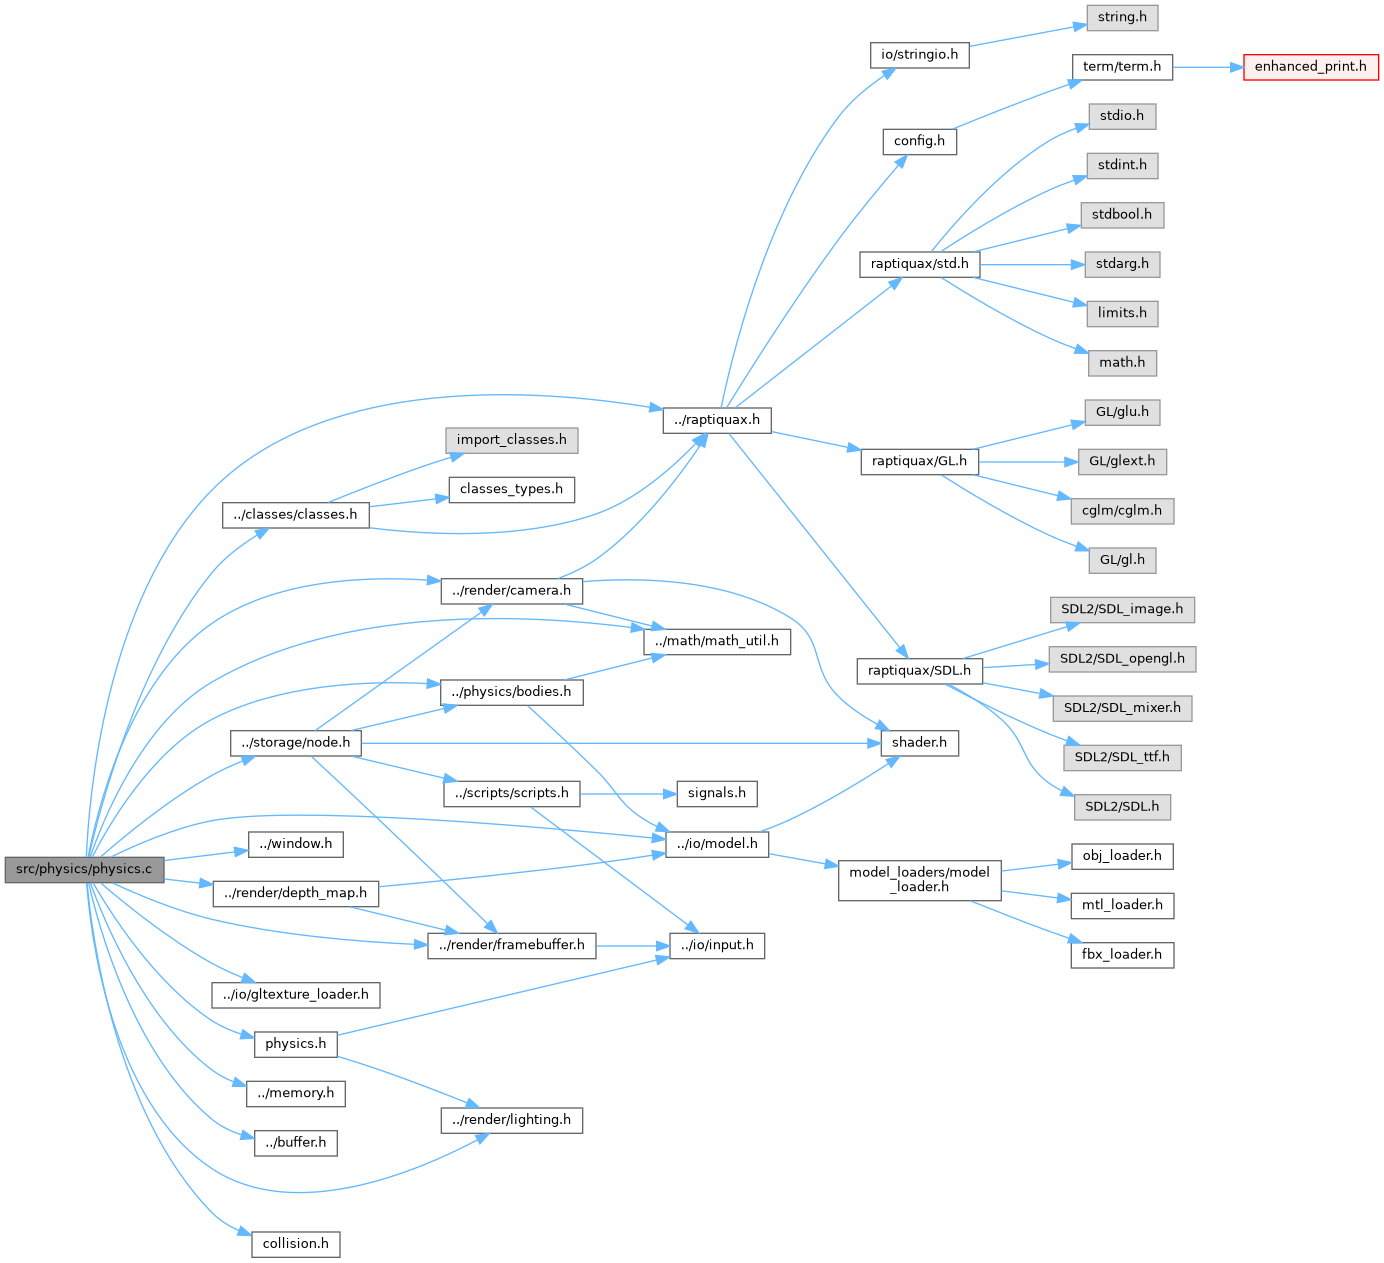 string.h
io/stringio.h
term/term.h
enhanced_print.h
stdio.h
config.h
stdint.h
stdbool.h
raptiquax/std.h
stdarg.h
limits.h
math.h
../raptiquax.h
GL/glu.h
import_classes.h
raptiquax/GL.h
GL/glext.h
classes_types.h
../classes/classes.h
cglm/cglm.h
GL/gl.h
../render/camera.h
SDL2/SDL_image.h
../math/math_util.h
SDL2/SDL_opengl.h
raptiquax/SDL.h
../physics/bodies.h
SDL2/SDL_mixer.h
../storage/node.h
shader.h
SDL2/SDL_ttf.h
../scripts/scripts.h
signals.h
SDL2/SDL.h
../window.h
../io/model.h
obj_loader.h
src/physics/physics.c
model_loaders/model
_loader.h
../render/depth_map.h
mtl_loader.h
../render/framebuffer.h
../io/input.h
fbx_loader.h
../io/gltexture_loader.h
physics.h
../memory.h
../render/lighting.h
../buffer.h
collision.h